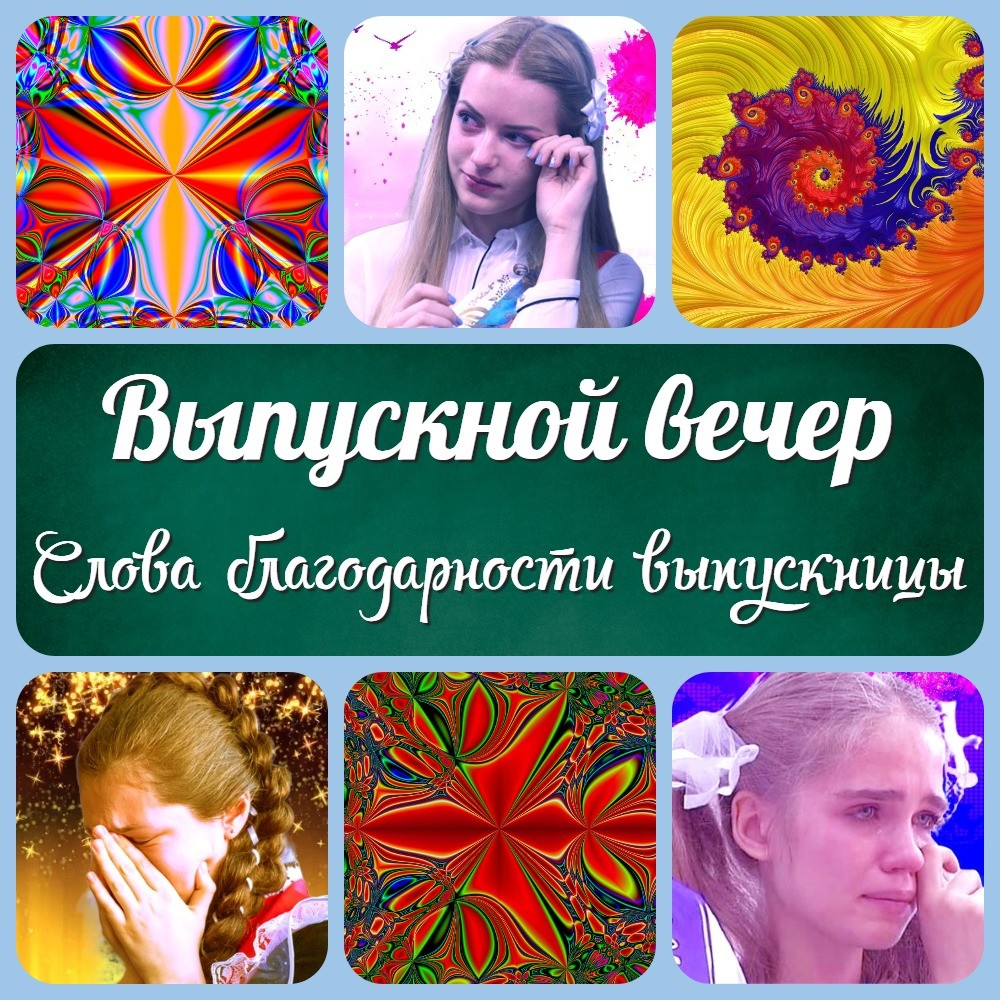 Выпускной вечер
Слова благодарности выпускницы